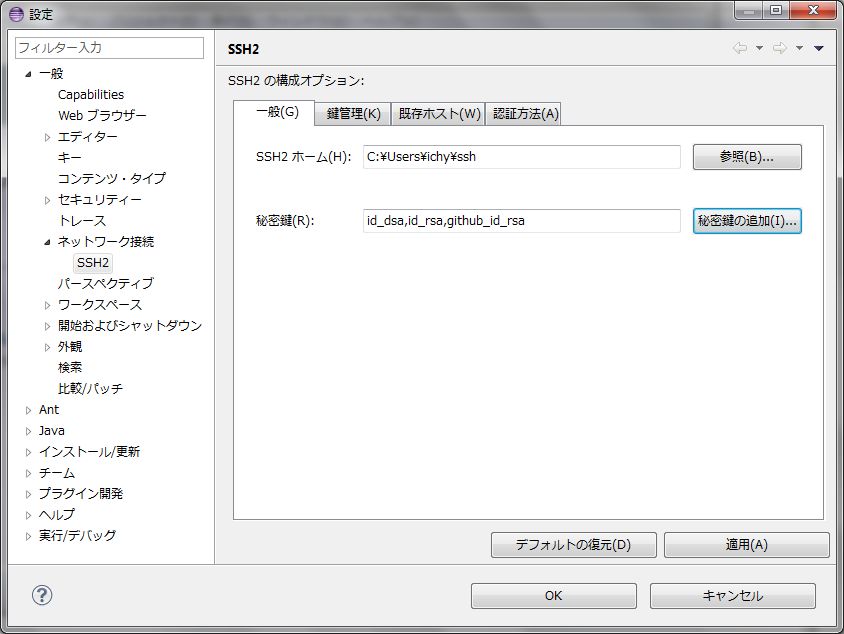 設定
フィルター入力
一般
Capabilities
Web ブラウザー
エディター
キー
コンテンツ・タイプ
セキュリティー
トレース
ネットワーク接続
SSH2
パースペクティブ
ワークスペース
開始およびシャットダウン
外観
検索
比較/パッチ
Ant
Java
インストール/更新
チーム
プラグイン開発
ヘルプ
実行/デバッグ
SSH2
SSH2 の構成オプション:
一般(G) 鍵管理(K) 既存ホスト(W) 認証方法(A)
SSH2 ホーム(H): C:¥Users¥ichy¥ssh 参照(B)...
秘密鍵(R): id_dsa,id_rsa,github_id_rsa 秘密鍵の追加(I)...
デフォルトの復元(D) 適用(A)
OK キャンセル